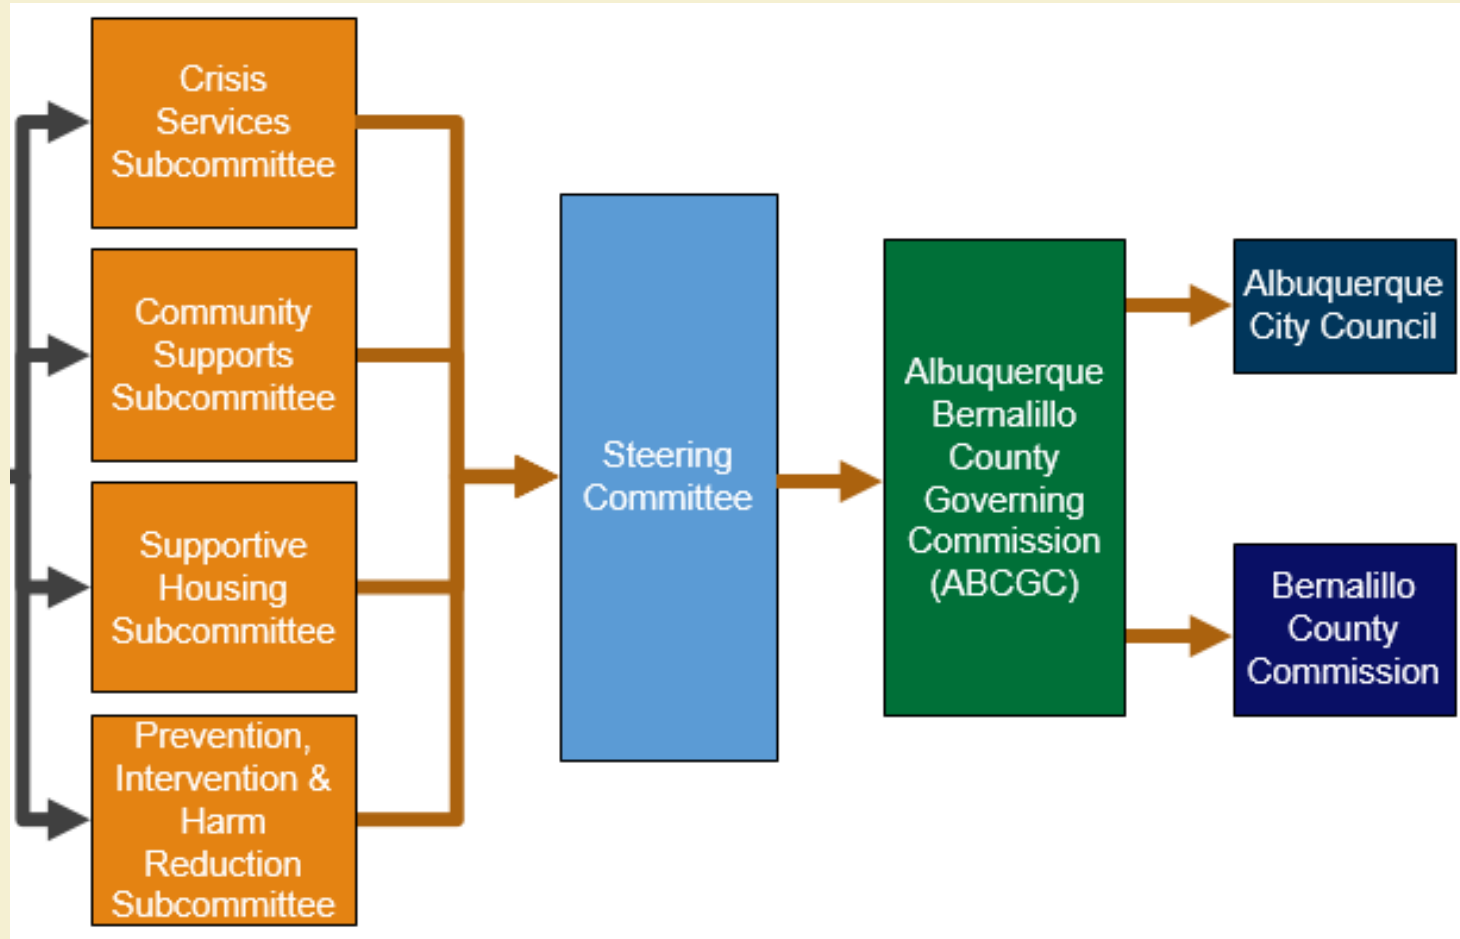 Crisis
Services
Subcommittee
Community
Supports
Subcommittee
Supportive
Housing
Subcommittee
Prevention,
Intervention &
Harm
Reduction
Subcommittee
Steering
Committee
Albuquerque
Bernalillo
County
Governing
Commission
(ABCGC)
Albuquerque
City Council
Bernalillo
County
Commission